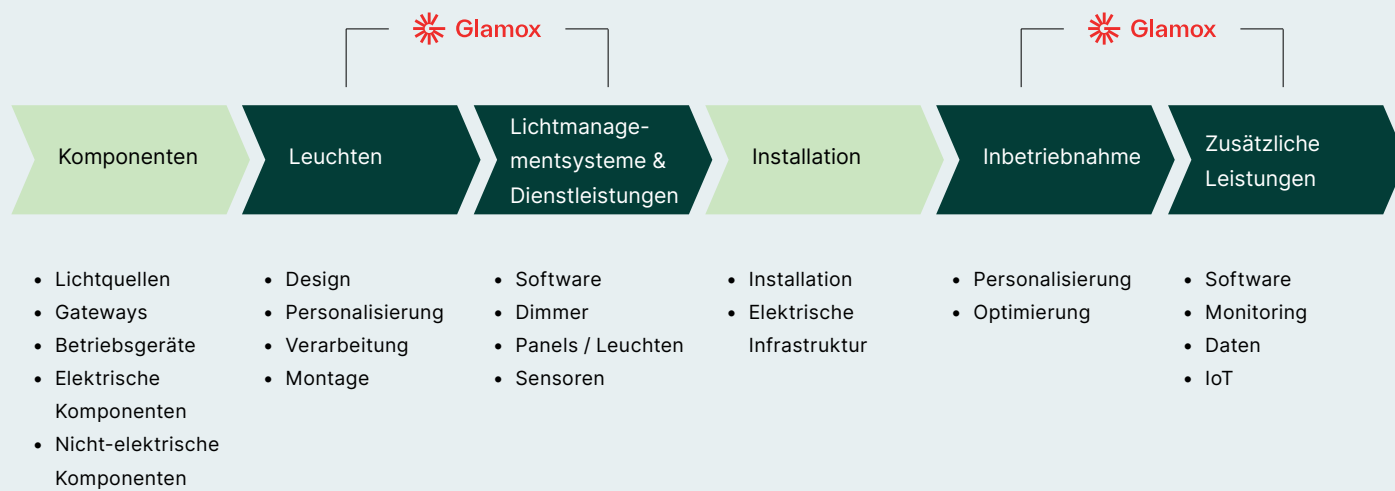 Glamox
Glamox
Komponenten
Leuchten
Lichtmanage-
mentsysteme &
Dienstleistungen
Installation
Inbetriebnahme
Zusätzliche
Leistungen
• Lichtquellen
• Gateways
• Betriebsgeräte
• Elektrische
Komponenten
• Nicht-elektrische
Komponenten
• Design
• Personalisierung
• Verarbeitung
• Montage
• Software
• Dimmer
• Panels / Leuchten
• Sensoren
• Installation
• Elektrische
Infrastruktur
• Personalisierung
• Optimierung
• Software
• Monitoring
• Daten
• IoT